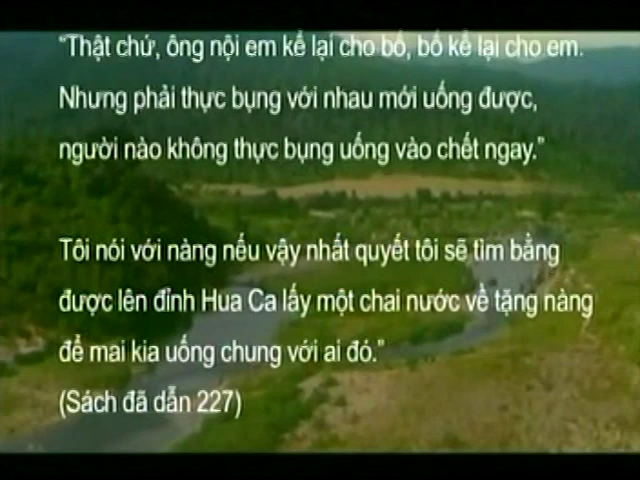 “Thật chứ, ông nội em kể lại cho bố, bố kể lại cho em.
Nhưng phải thực bụng với nhau mới uống được,
người nào không thực bụng uống vào chết ngay.”
Tôi nói với nàng nếu vậy nhất quyết tôi sẽ tìm bằng
được lên đỉnh Hua Ca lấy một chai nước về tặng nàng
để mai kia uống chung với ai đó.”
(Sách đã dẫn 227)